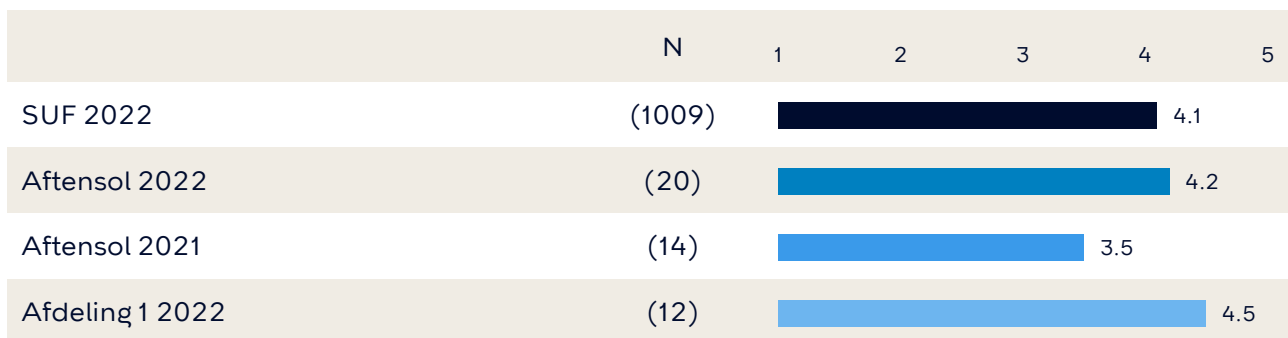 N 1 2 3 4 5
SUF 2022 (1009) 4.1
Aftensol 2022 (20) 4.2
Aftensol 2021 (14) 3.5
Afdeling 1 2022 (12) 4.5